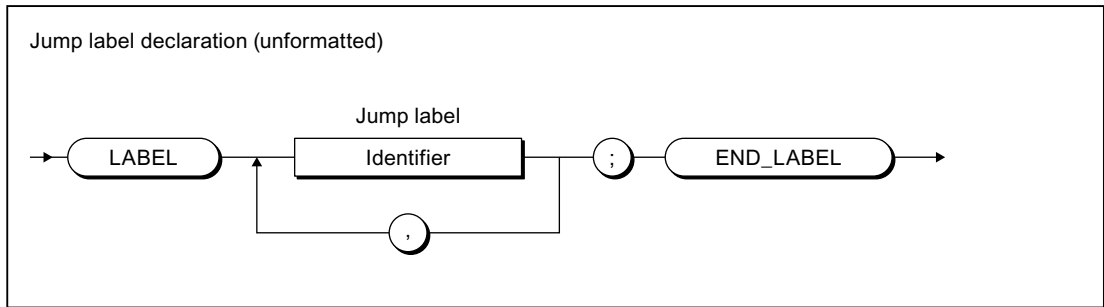 Jump label declaration (unformatted)
Jump label
LABEL Identifier ; END_LABEL
,